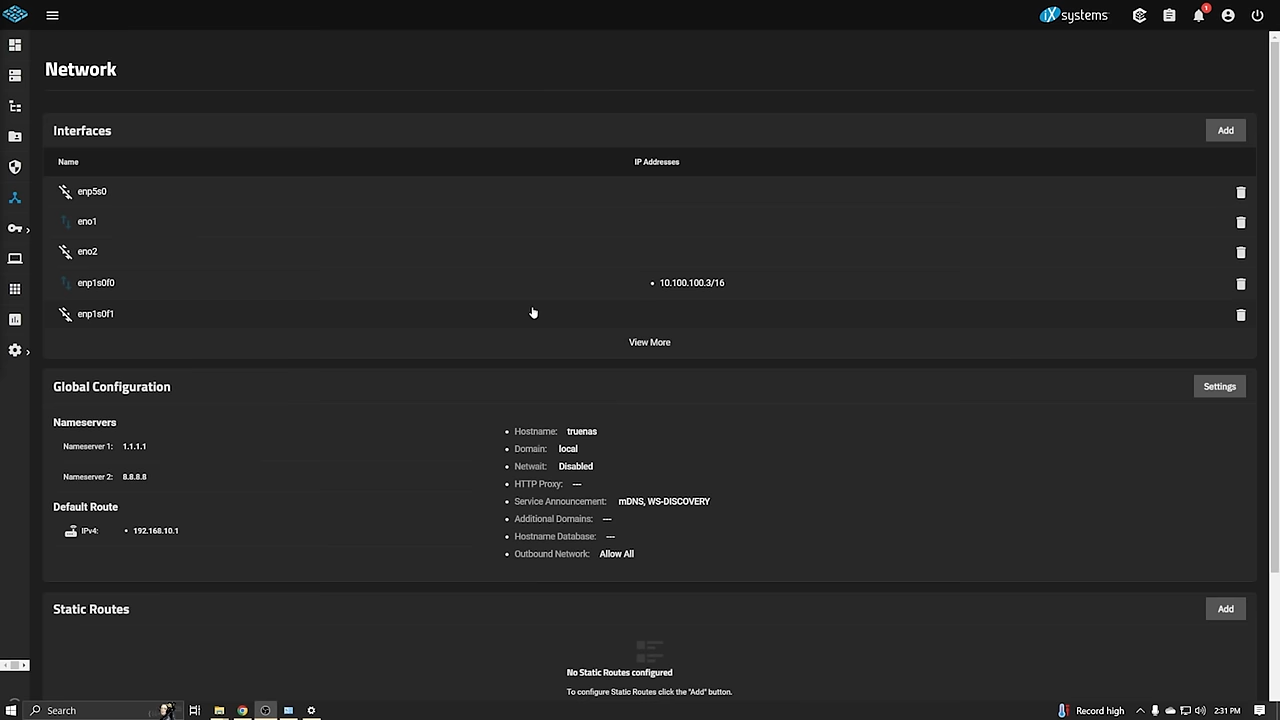 iXsystems
1
Network
Interfaces
Add
Name IP Addresses
enp5s0
eno1
eno2
enp1s0f0 • 10.100.100.3/16
enp1s0f1
View More
Global Configuration
Settings
Nameservers
Nameserver 1: 1.1.1.1
Nameserver 2: 8.8.8.8
Default Route
IPv4: • 192.168.10.1
• Hostname: truenas
• Domain: local
• Netwait: Disabled
• HTTP Proxy: ---
• Service Announcement: mDNS, WS-DISCOVERY
• Additional Domains: ---
• Hostname Database: ---
• Outbound Network: Allow All
Static Routes
Add
No Static Routes configured
To configure Static Routes click the "Add" button.
Search
Record high
2:31 PM